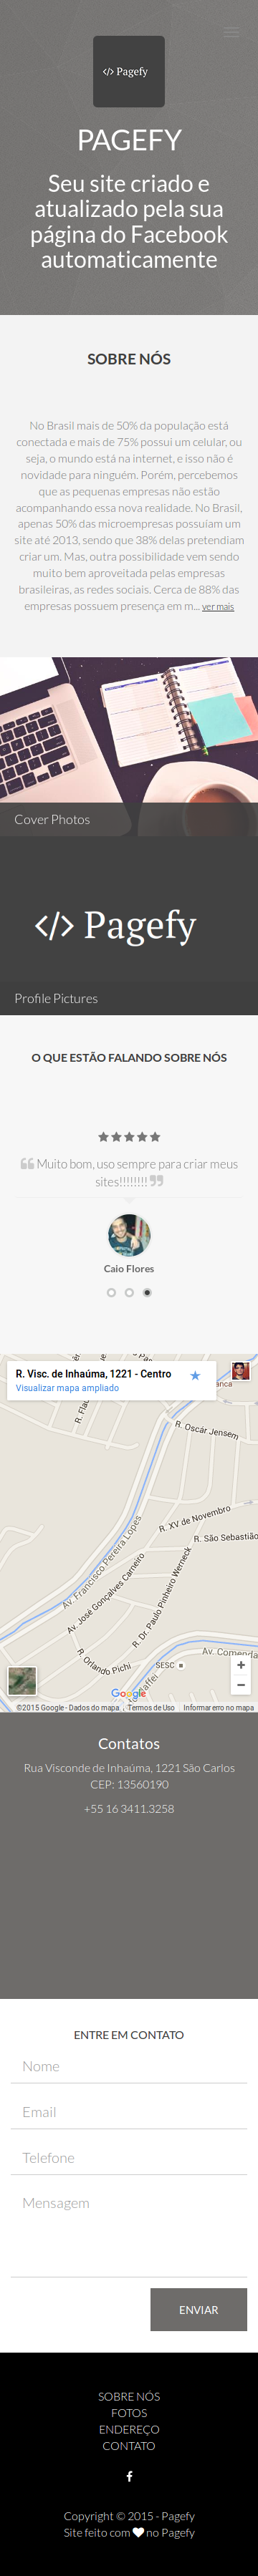 </> Pagefy
PAGEFY
Seu site criado e
atualizado pela sua
página do Facebook
automaticamente
SOBRE NÓS
No Brasil mais de 50% da população está
conectada e mais de 75% possui um celular, ou
seja, o mundo está na internet, e isso não é
novidade para ninguém. Porém, percebemos
que as pequenas empresas não estão
acompanhando essa nova realidade. No Brasil,
apenas 50% das microempresas possuíam um
site até 2013, sendo que 38% delas pretendiam
criar um. Mas, outra possibilidade vem sendo
muito bem aproveitada pelas empresas
brasileiras, as redes sociais. Cerca de 88% das
empresas possuem presença em m... ver mais
Cover Photos
</> Pagefy
Profile Pictures
O QUE ESTÃO FALANDO SOBRE NÓS
“ Muito bom, uso sempre para criar meus
sites!!!!!!!! ”
Caio Flores
R. Visc. de Inhaúma, 1221 - Centro
Visualizar mapa ampliado
R. Oscar Jensen
R. XV de Novembro
R. São Sebastião
Av. Francisco Pereira Lopes
Av. José Gonçalves Carneiro
R. Dr. Paulo Pinheiro Werneck
R. Orlando Pichi
SESC
Av. Comenda
+
−
Google
©2015 Google - Dados do mapa
Termos de Uso
Informar erro no mapa
Contatos
Rua Visconde de Inhaúma, 1221 São Carlos
CEP: 13560190
+55 16 3411.3258
ENTRE EM CONTATO
Nome
Email
Telefone
Mensagem
ENVIAR
SOBRE NÓS
FOTOS
ENDEREÇO
CONTATO
Copyright © 2015 - Pagefy
Site feito com ♥ no Pagefy